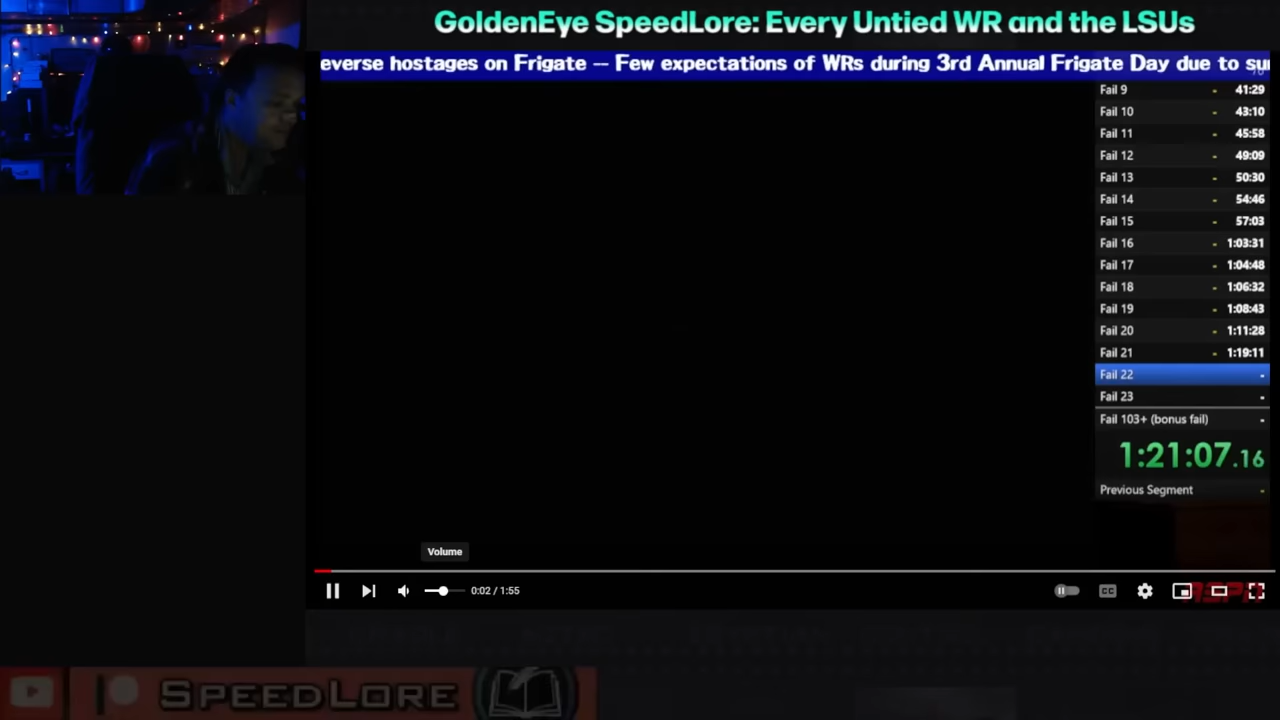 GoldenEye SpeedLore: Every Untied WR and the LSUs
everse hostages on Frigate -- Few expectations of WRs during 3rd Annual Frigate Day due to sur
Fail 9 - 41:29
Fail 10 - 43:10
Fail 11 - 45:58
Fail 12 - 49:09
Fail 13 - 50:30
Fail 14 - 54:46
Fail 15 - 57:03
Fail 16 - 1:03:31
Fail 17 - 1:04:48
Fail 18 - 1:06:32
Fail 19 - 1:08:43
Fail 20 - 1:11:28
Fail 21 - 1:19:11
Fail 22 -
Fail 23 -
Fail 103+ (bonus fail) -
1:21:07.16
Previous Segment -
Volume
0:02 / 1:55
CC
SPEEDLORE